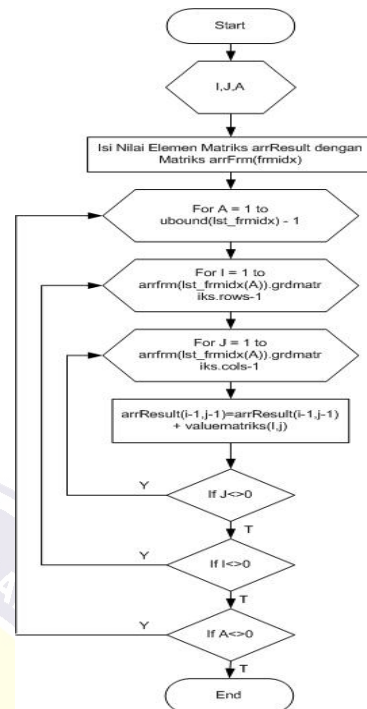 Start
I,J,A
Isi Nilai Elemen Matriks arrResult dengan
Matriks arrFrm(frmidx)
For A = 1 to
ubound(lst_frmidx) - 1
For I = 1 to
arrfrm(lst_frmidx(A)).grdmatr
iks.rows-1
For J = 1 to
arrfrm(lst_frmidx(A)).grdmatr
iks.cols-1
arrResult(i-1,j-1)=arrResult(i-1,j-1)
+ valuematriks(I,j)
Y
If J<>0
T
Y
If I<>0
T
Y
If A<>0
T
End